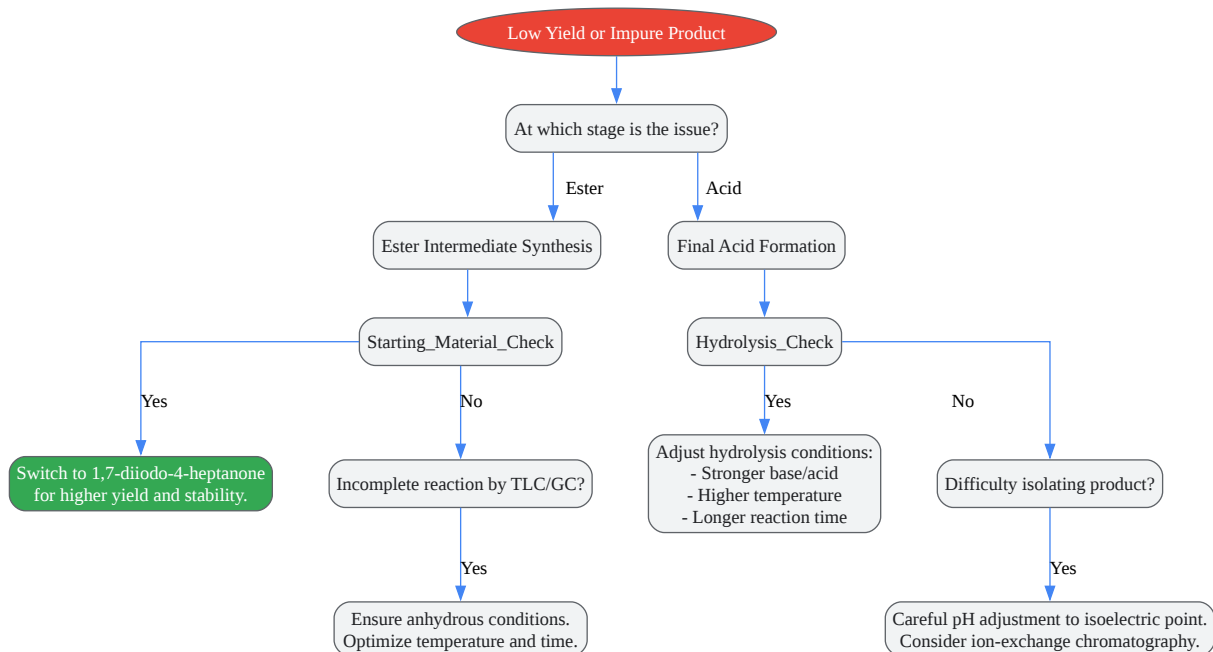 Low Yield or Impure Product
At which stage is the issue?
Ester
Acid
Ester Intermediate Synthesis
Final Acid Formation
Starting_Material_Check
Hydrolysis_Check
Yes
No
Yes
No
Switch to 1,7-diiodo-4-heptanone
for higher yield and stability.
Incomplete reaction by TLC/GC?
Adjust hydrolysis conditions:
- Stronger base/acid
- Higher temperature
- Longer reaction time
Difficulty isolating product?
Yes
Yes
Ensure anhydrous conditions.
Optimize temperature and time.
Careful pH adjustment to isoelectric point.
Consider ion-exchange chromatography.